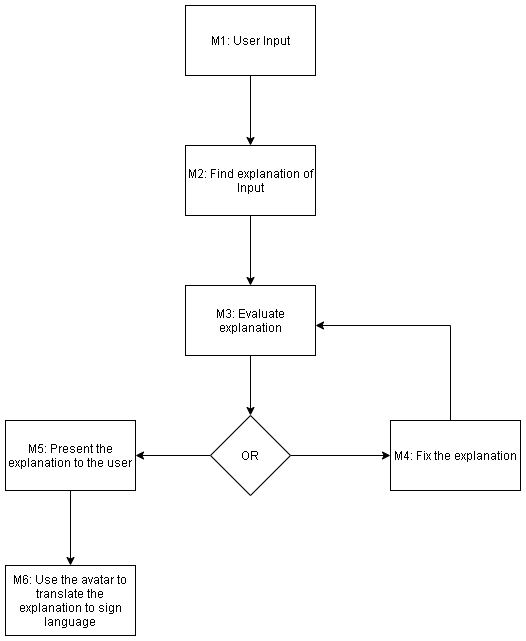 M1: User Input
M2: Find explanation of
Input
M3: Evaluate
explanation
M5: Present the
explanation to the user
OR
M4: Fix the explanation
M6: Use the avatar to
translate the
explanation to sign
language